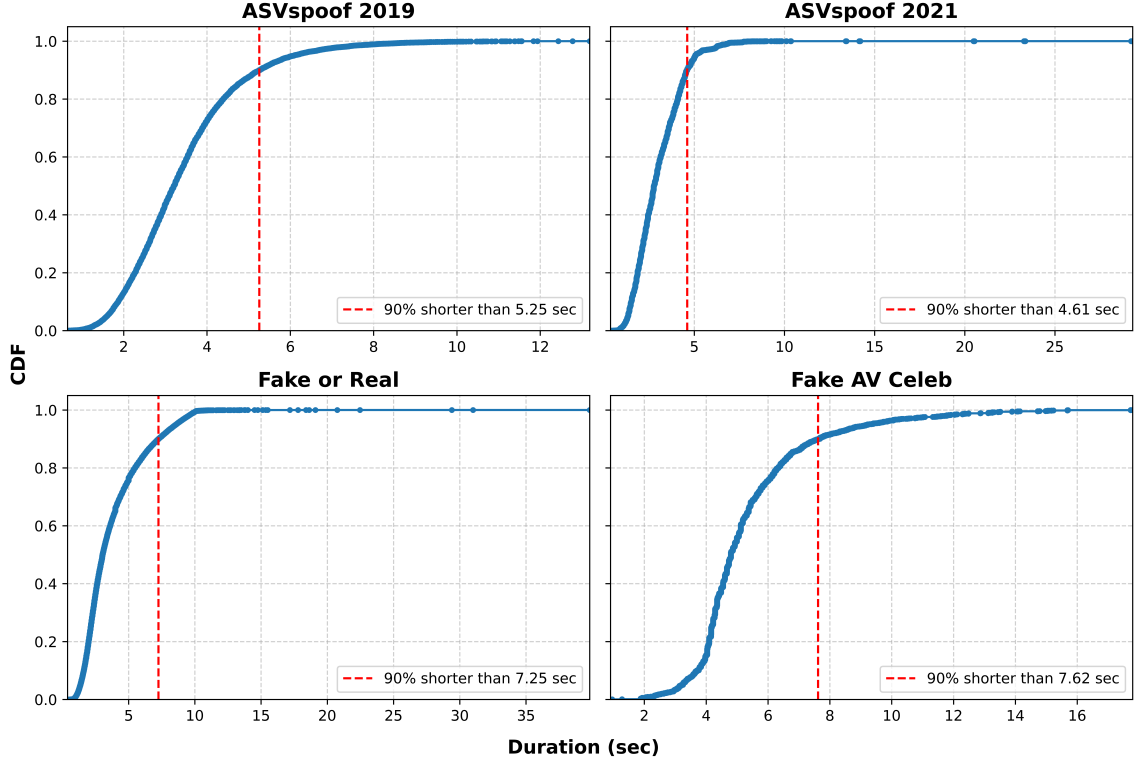 ASVspoof 2019
ASVspoof 2021
1.0
0.8
0.6
0.4
0.2
0.0
90% shorter than 5.25 sec
90% shorter than 4.61 sec
2 4 6 8 10 12
5 10 15 20 25
CDF
Fake or Real
Fake AV Celeb
1.0
0.8
0.6
0.4
0.2
0.0
90% shorter than 7.25 sec
90% shorter than 7.62 sec
5 10 15 20 25 30 35
2 4 6 8 10 12 14 16
Duration (sec)